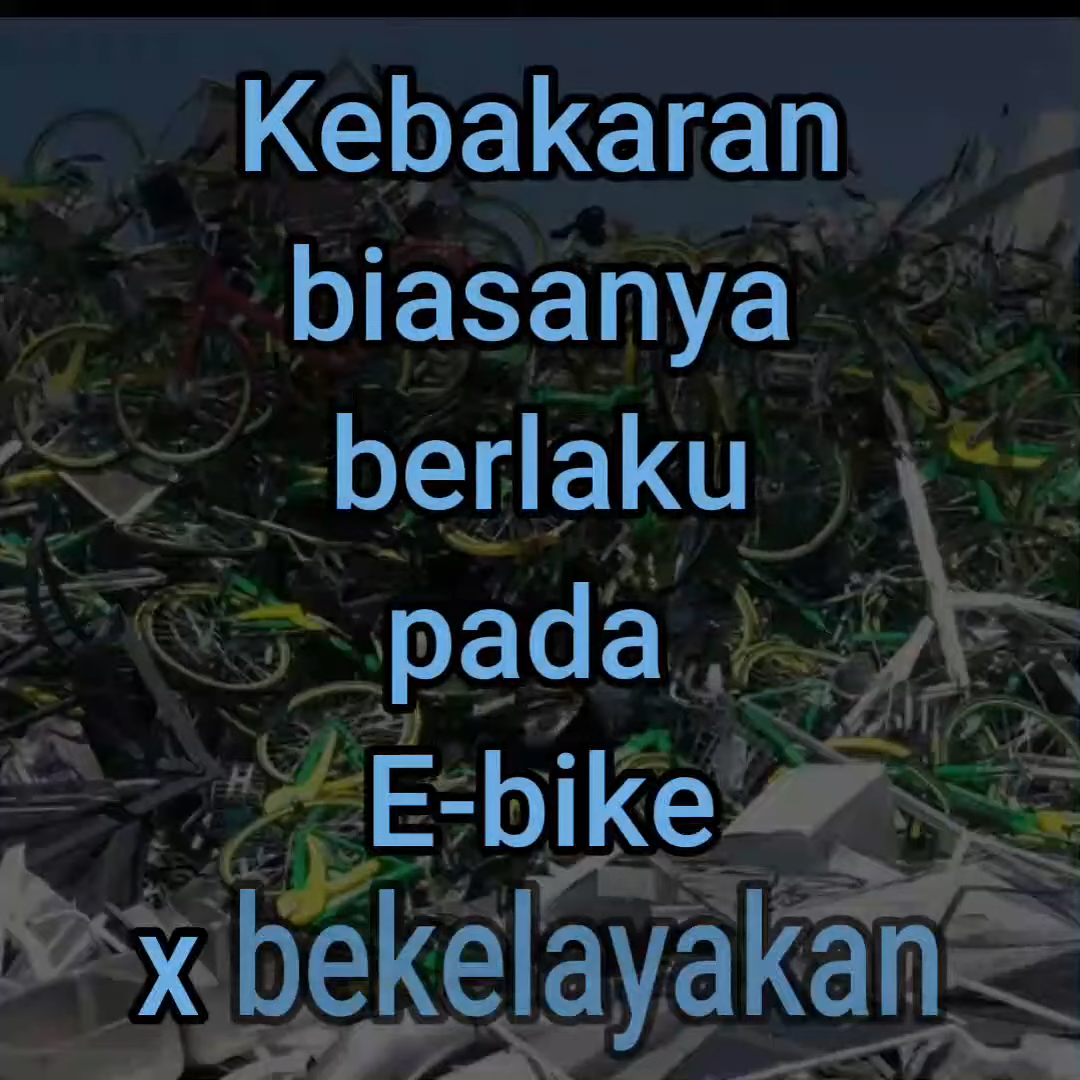 Kebakaran
biasanya
berlaku
pada
E-bike
x bekelayakan